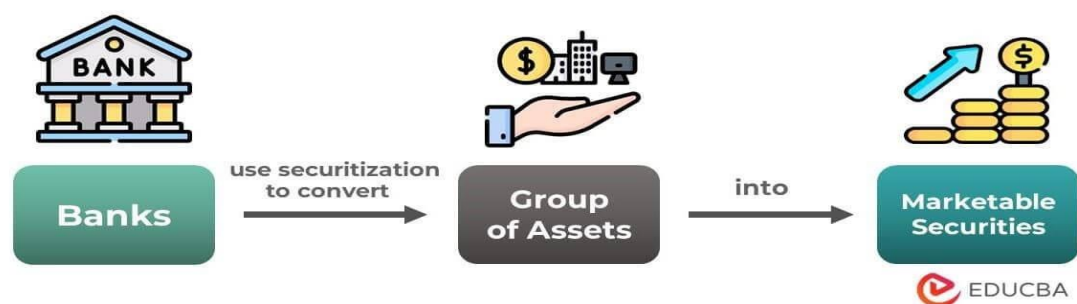 BANK
$
$
Banks
use securitization
to convert
Group
of Assets
into
Marketable
Securities
EDUCBA